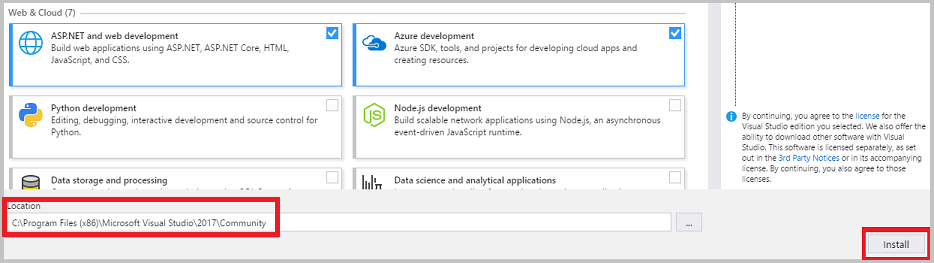 Web & Cloud (7)
ASP.NET and web development
Build web applications using ASP.NET, ASP.NET Core, HTML,
JavaScript, and CSS.
Azure development
Azure SDK, tools, and projects for developing cloud apps and
creating resources.
Python development
Editing, debugging, interactive development and source control for
Python.
Node.js development
Build scalable network applications using Node.js, an asynchronous
event-driven JavaScript runtime.
Data storage and processing
Data science and analytical applications
By continuing, you agree to the license for the
Visual Studio edition you selected. We also offer the
ability to download other software with Visual
Studio. This software is licensed separately, as set
out in the 3rd Party Notices or in its accompanying
license. By continuing, you also agree to those
licenses.
Location
C:\Program Files (x86)\Microsoft Visual Studio\2017\Community
...
Install